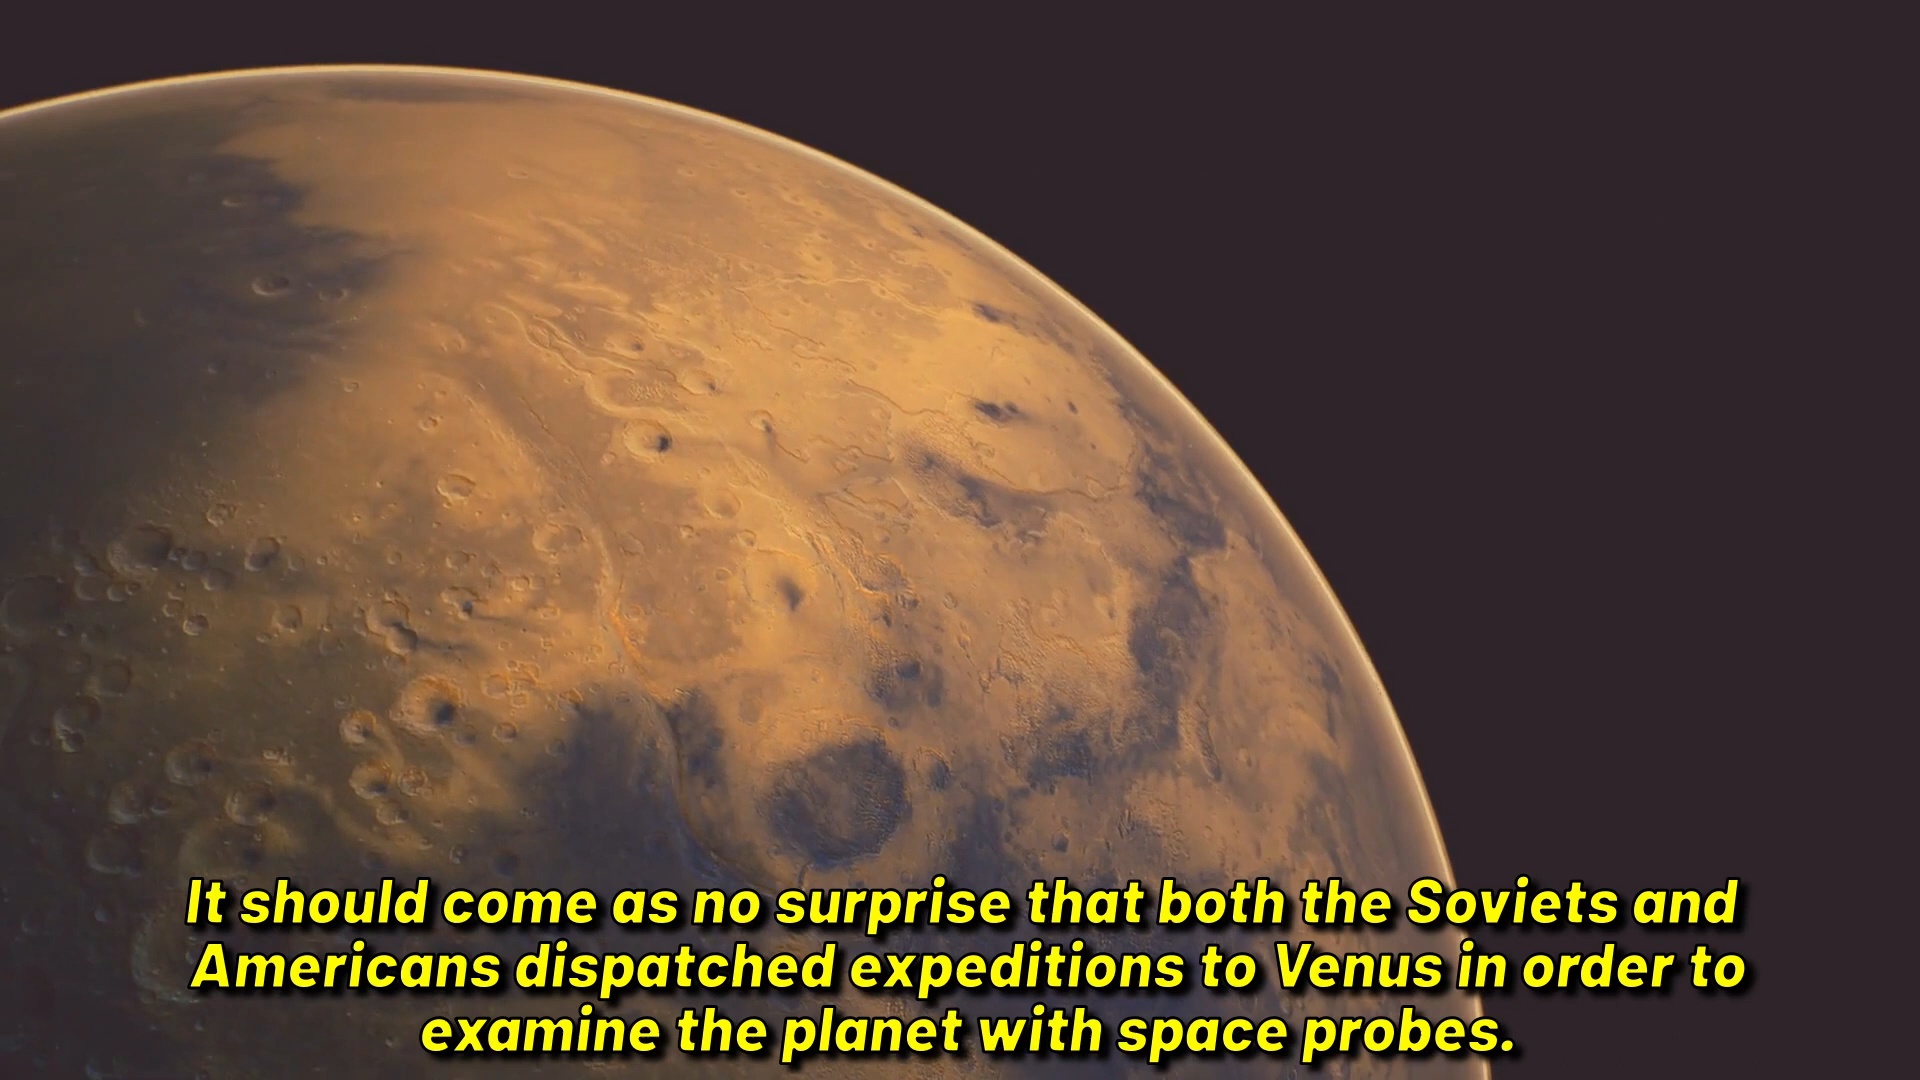 It should come as no surprise that both the Soviets and
Americans dispatched expeditions to Venus in order to
examine the planet with space probes.